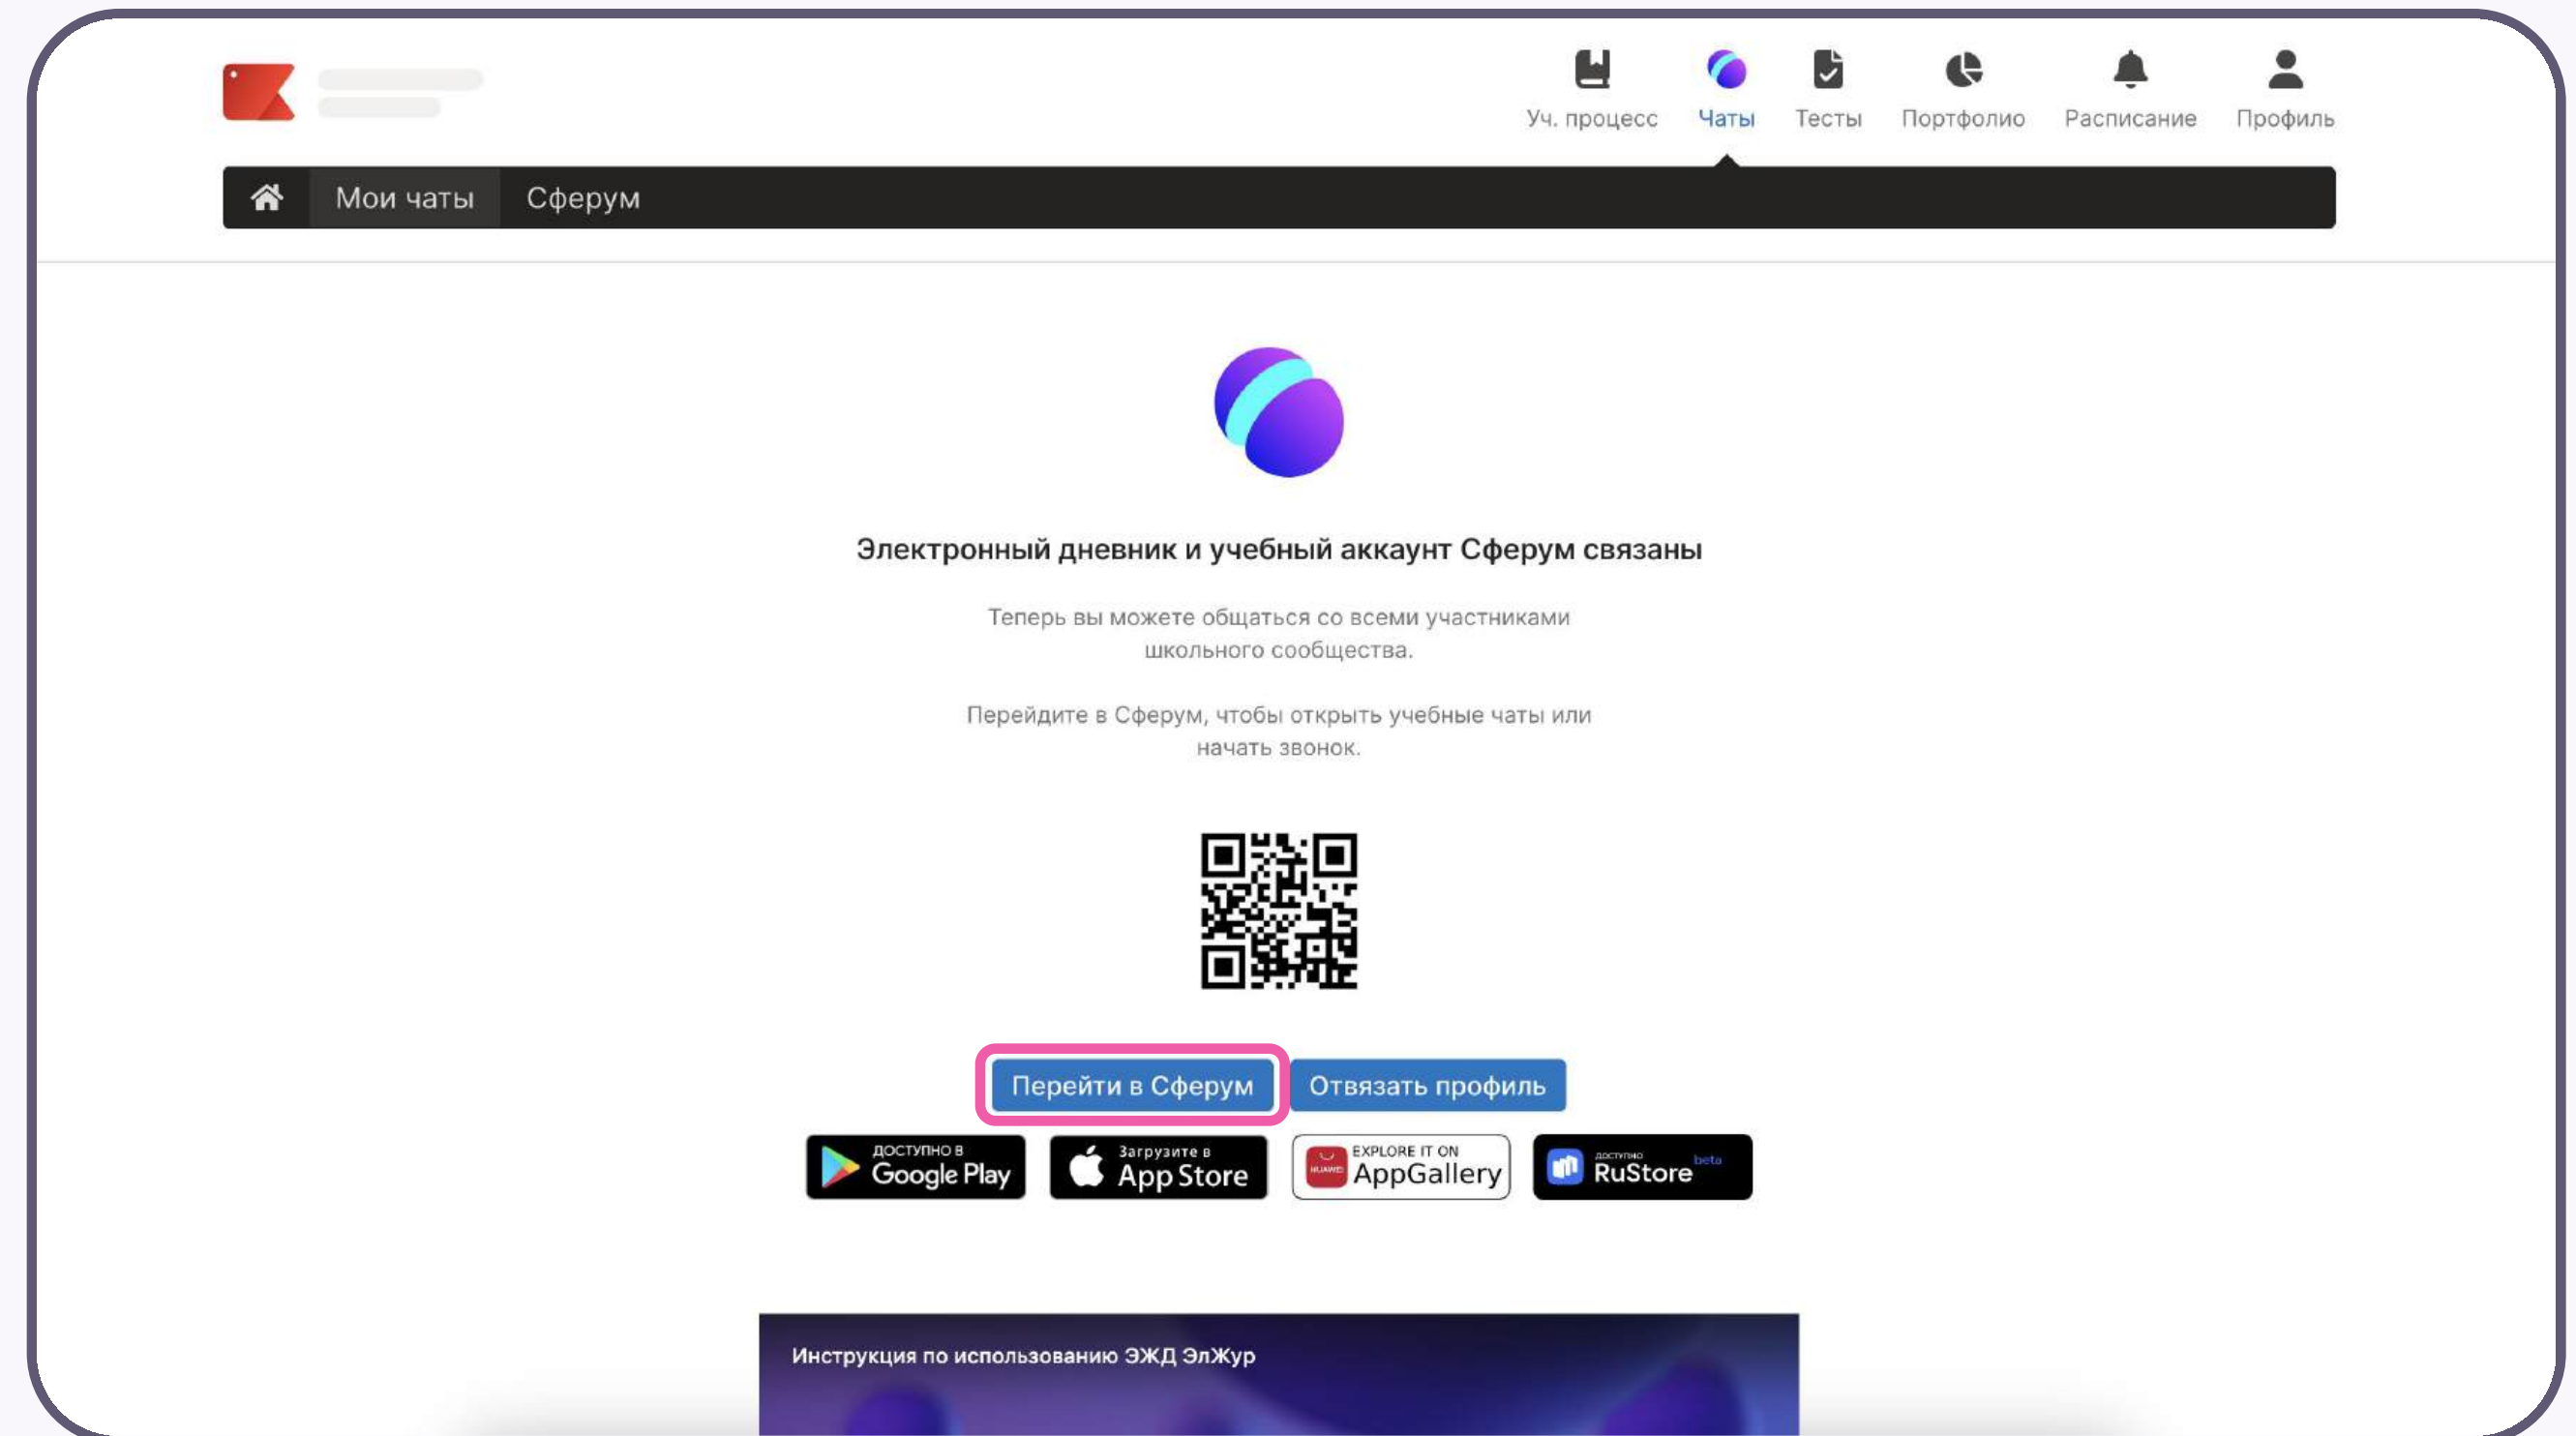 Уч. процесс Чаты Тесты Портфолио Расписание Профиль
Мои чаты Сферум
Электронный дневник и учебный аккаунт Сферум связаны
Теперь вы можете общаться со всеми участниками
школьного сообщества.
Перейдите в Сферум, чтобы открыть учебные чаты или
начать звонок.
Перейти в Сферум Отвязать профиль
ДОСТУПНО В
Google Play
Загрузите в
App Store
HUAWEI
EXPLORE IT ON
AppGallery
ДОСТУПНО
RuStore beta
Инструкция по использованию ЭЖД ЭлЖур